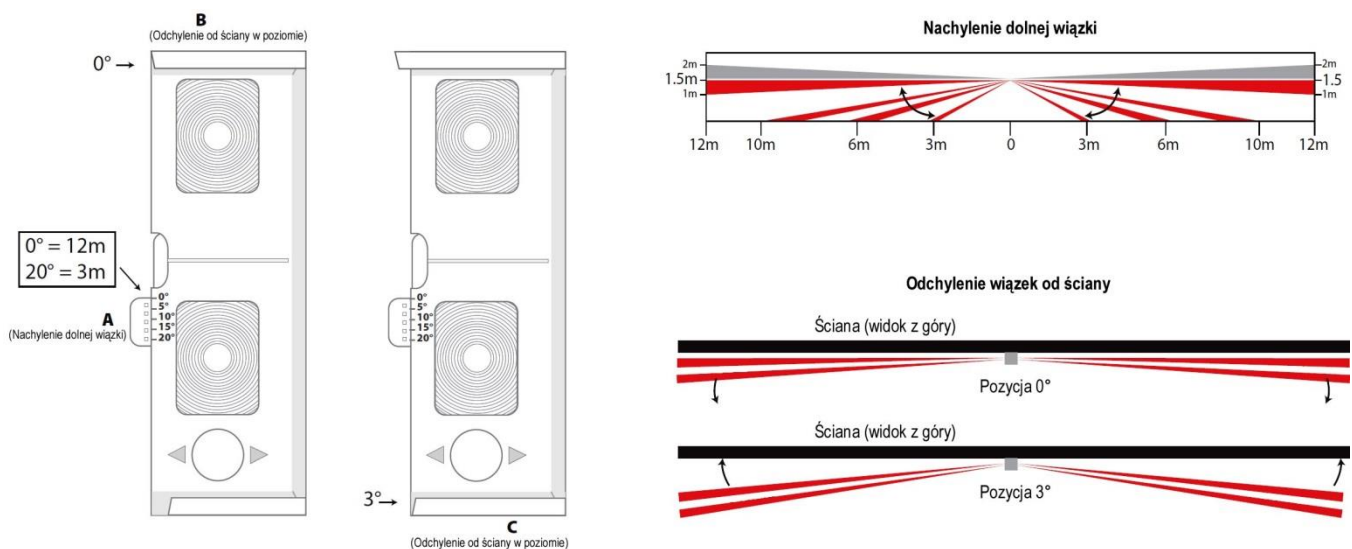 B
(Odchylenie od ściany w poziomie)
0°
0° = 12m
20° = 3m
A
(Nachylenie dolnej wiązki)
0°
5°
10°
15°
20°
0°
5°
10°
15°
20°
3°
C
(Odchylenie od ściany w poziomie)
Nachylenie dolnej wiązki
2m 2m
1.5m 1.5
1m 1m
12m 10m 6m 3m 0 3m 6m 10m 12m
Odchylenie wiązek od ściany
Ściana (widok z góry)
Pozycja 0°
Ściana (widok z góry)
Pozycja 3°